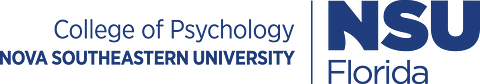 College of Psychology
NOVA SOUTHEASTERN UNIVERSITY
NSU
Florida